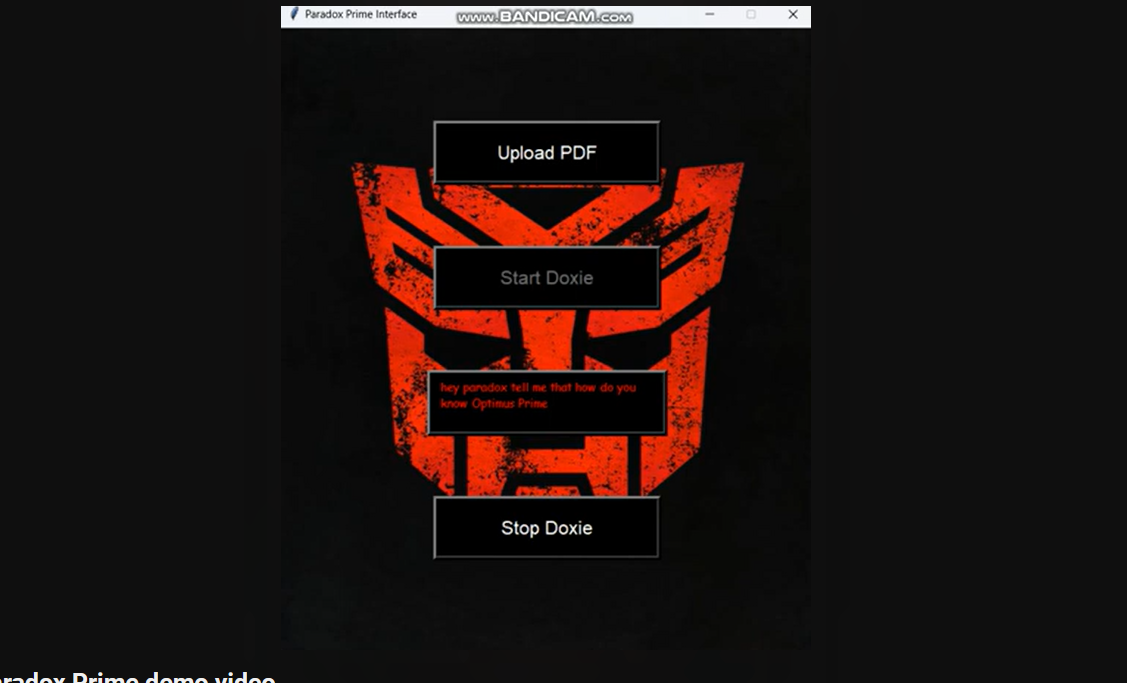 Paradox Prime Interface
www.BANDICAM.com
Upload PDF
Start Doxie
hey paradox tell me that how do you
know Optimus Prime
Stop Doxie
Prime demo video